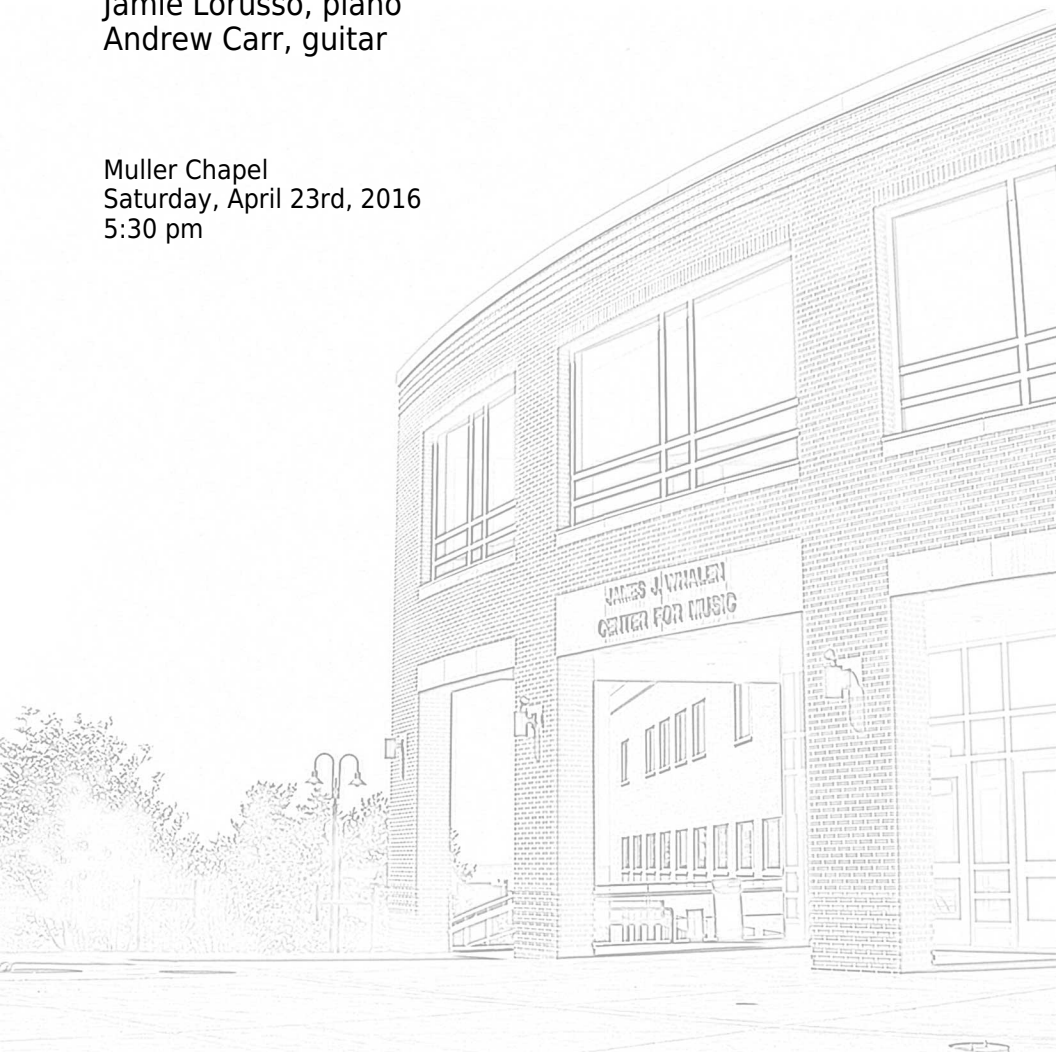 Jamie Lorusso, piano
Andrew Carr, guitar
Muller Chapel
Saturday, April 23rd, 2016
5:30 pm
JAMES J. WHALEN
CENTER FOR MUSIC